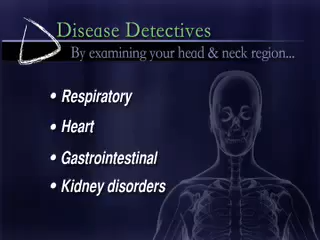 Disease Detectives
By examining your head & neck region...
• Respiratory
• Heart
• Gastrointestinal
• Kidney disorders